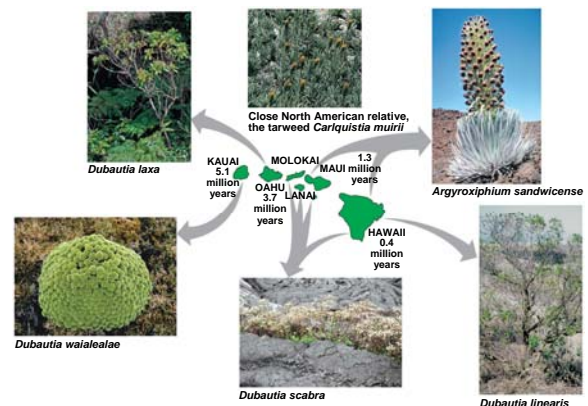 Dubautia laxa
Close North American relative,
the tarweed Carlquistia muirii
Argyroxiphium sandwicense
KAUAI
5.1
million
years
MOLOKAI
OAHU
3.7
million
years
LANAI
MAUI
1.3
million
years
HAWAII
0.4
million
years
Dubautia waialealae
Dubautia scabra
Dubautia linearis